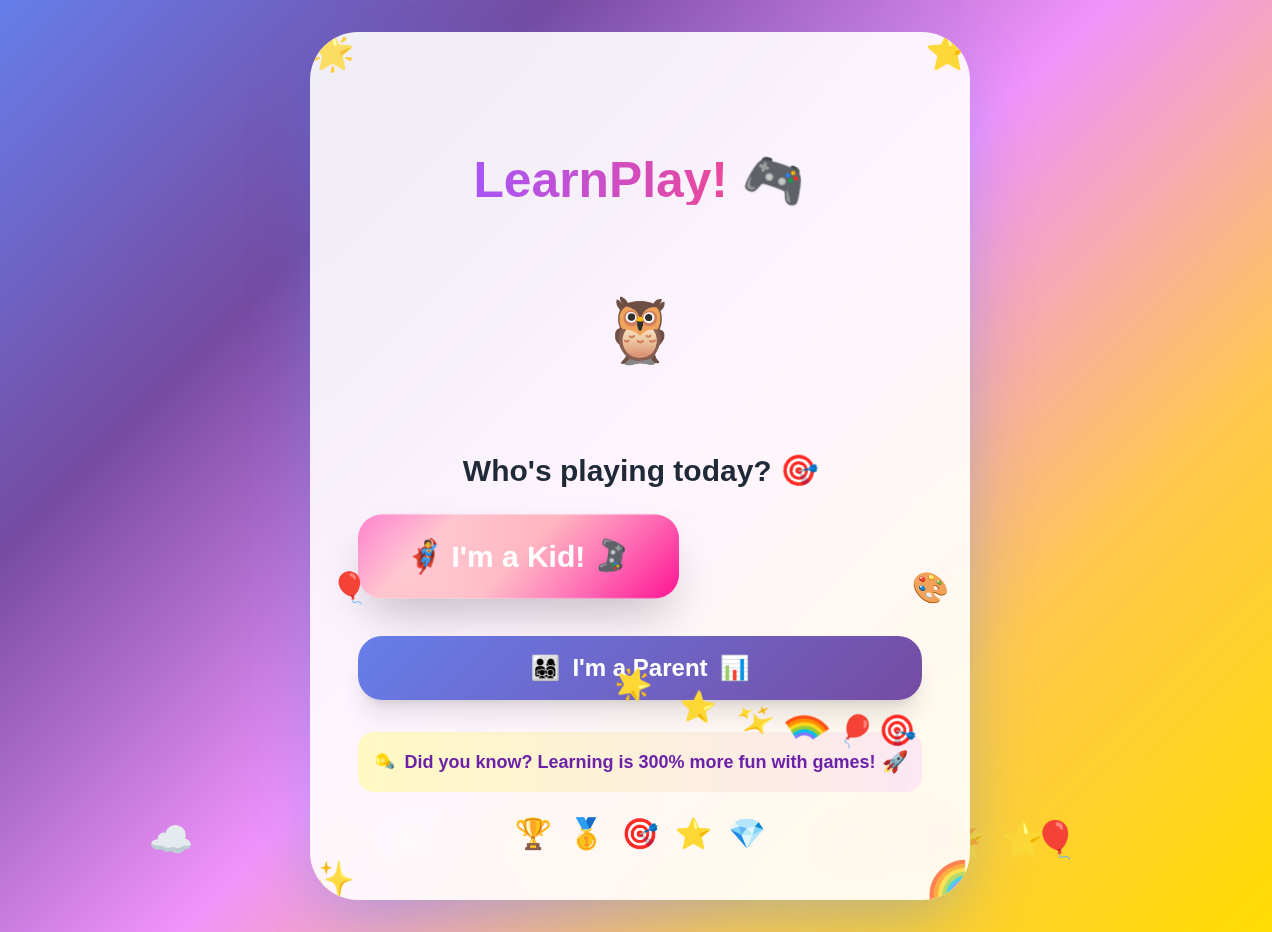 LearnPlay! 🎮
Who's playing today? 🎯
I'm a Kid!
I'm a Parent
Did you know? Learning is 300% more fun with games! 🚀